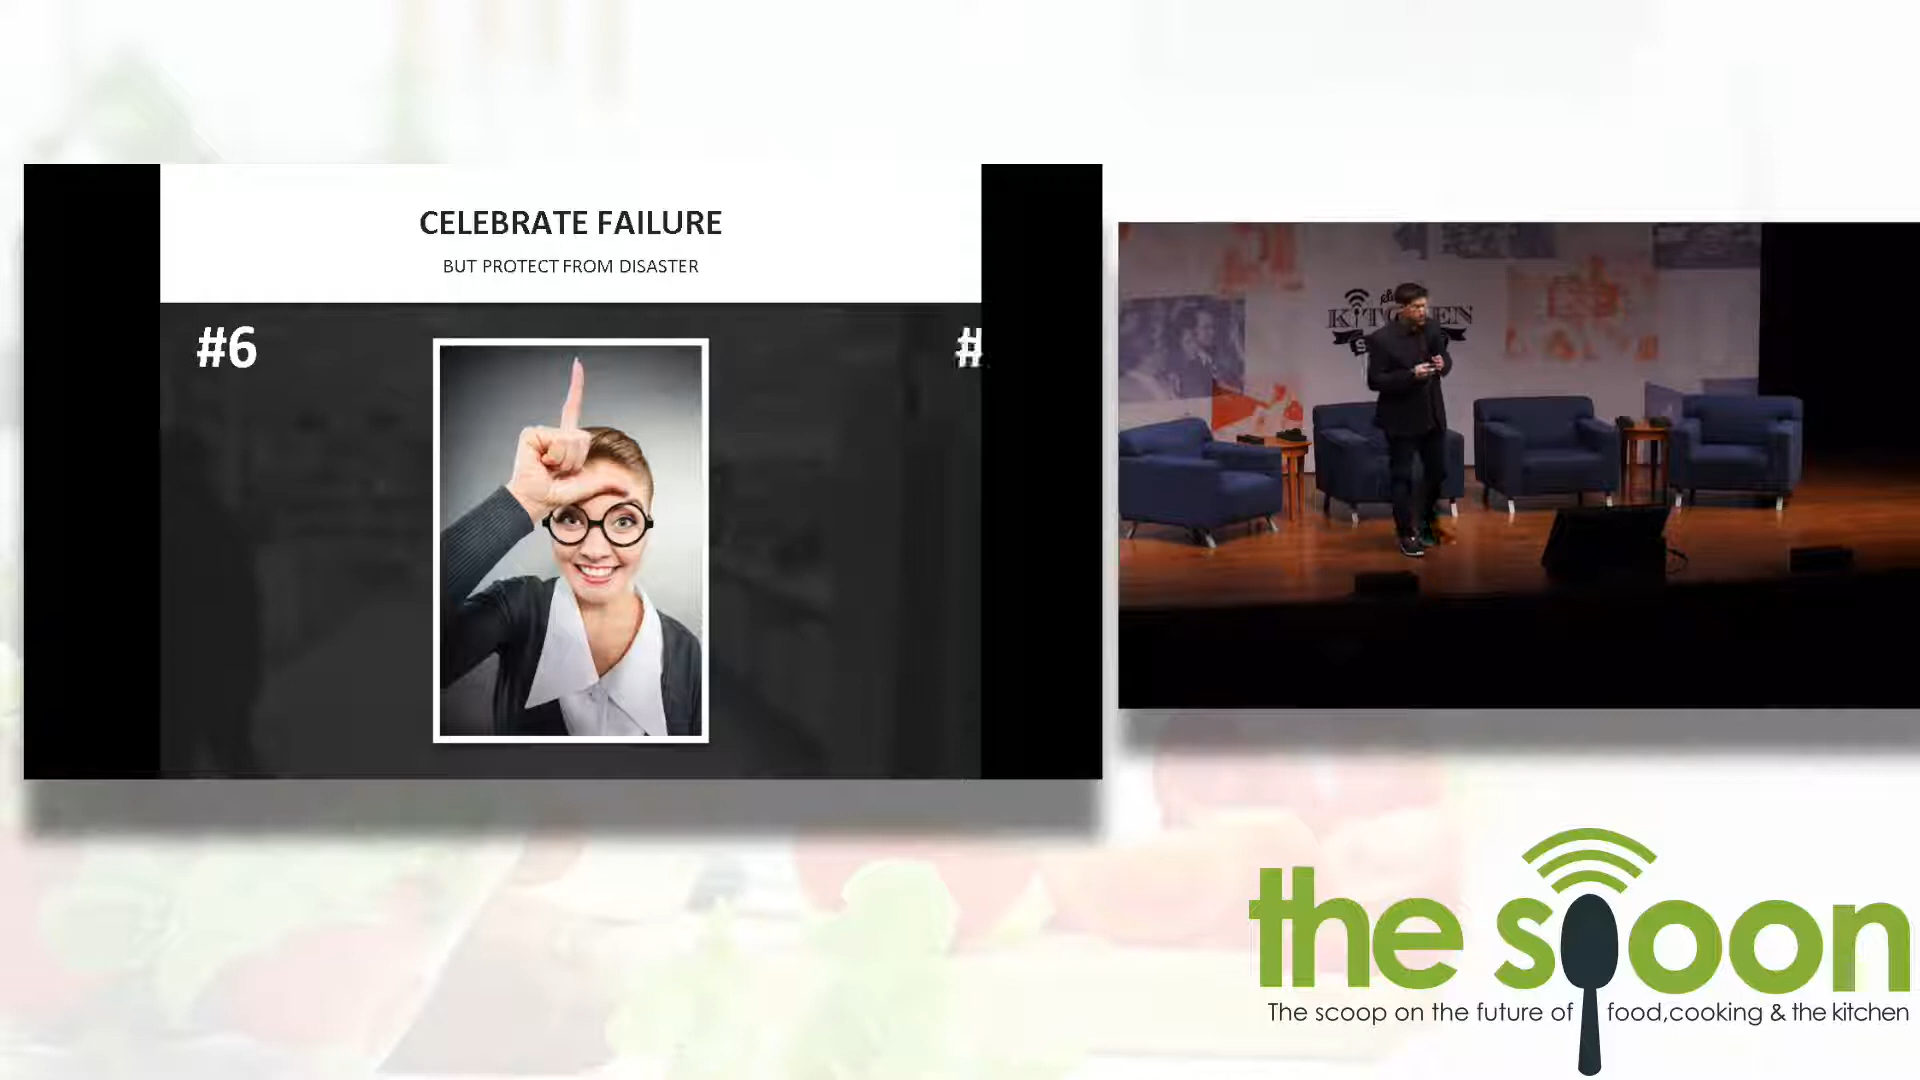 CELEBRATE FAILURE
BUT PROTECT FROM DISASTER
#6
#
KITCHEN
the spoon
The scoop on the future of food,cooking & the kitchen